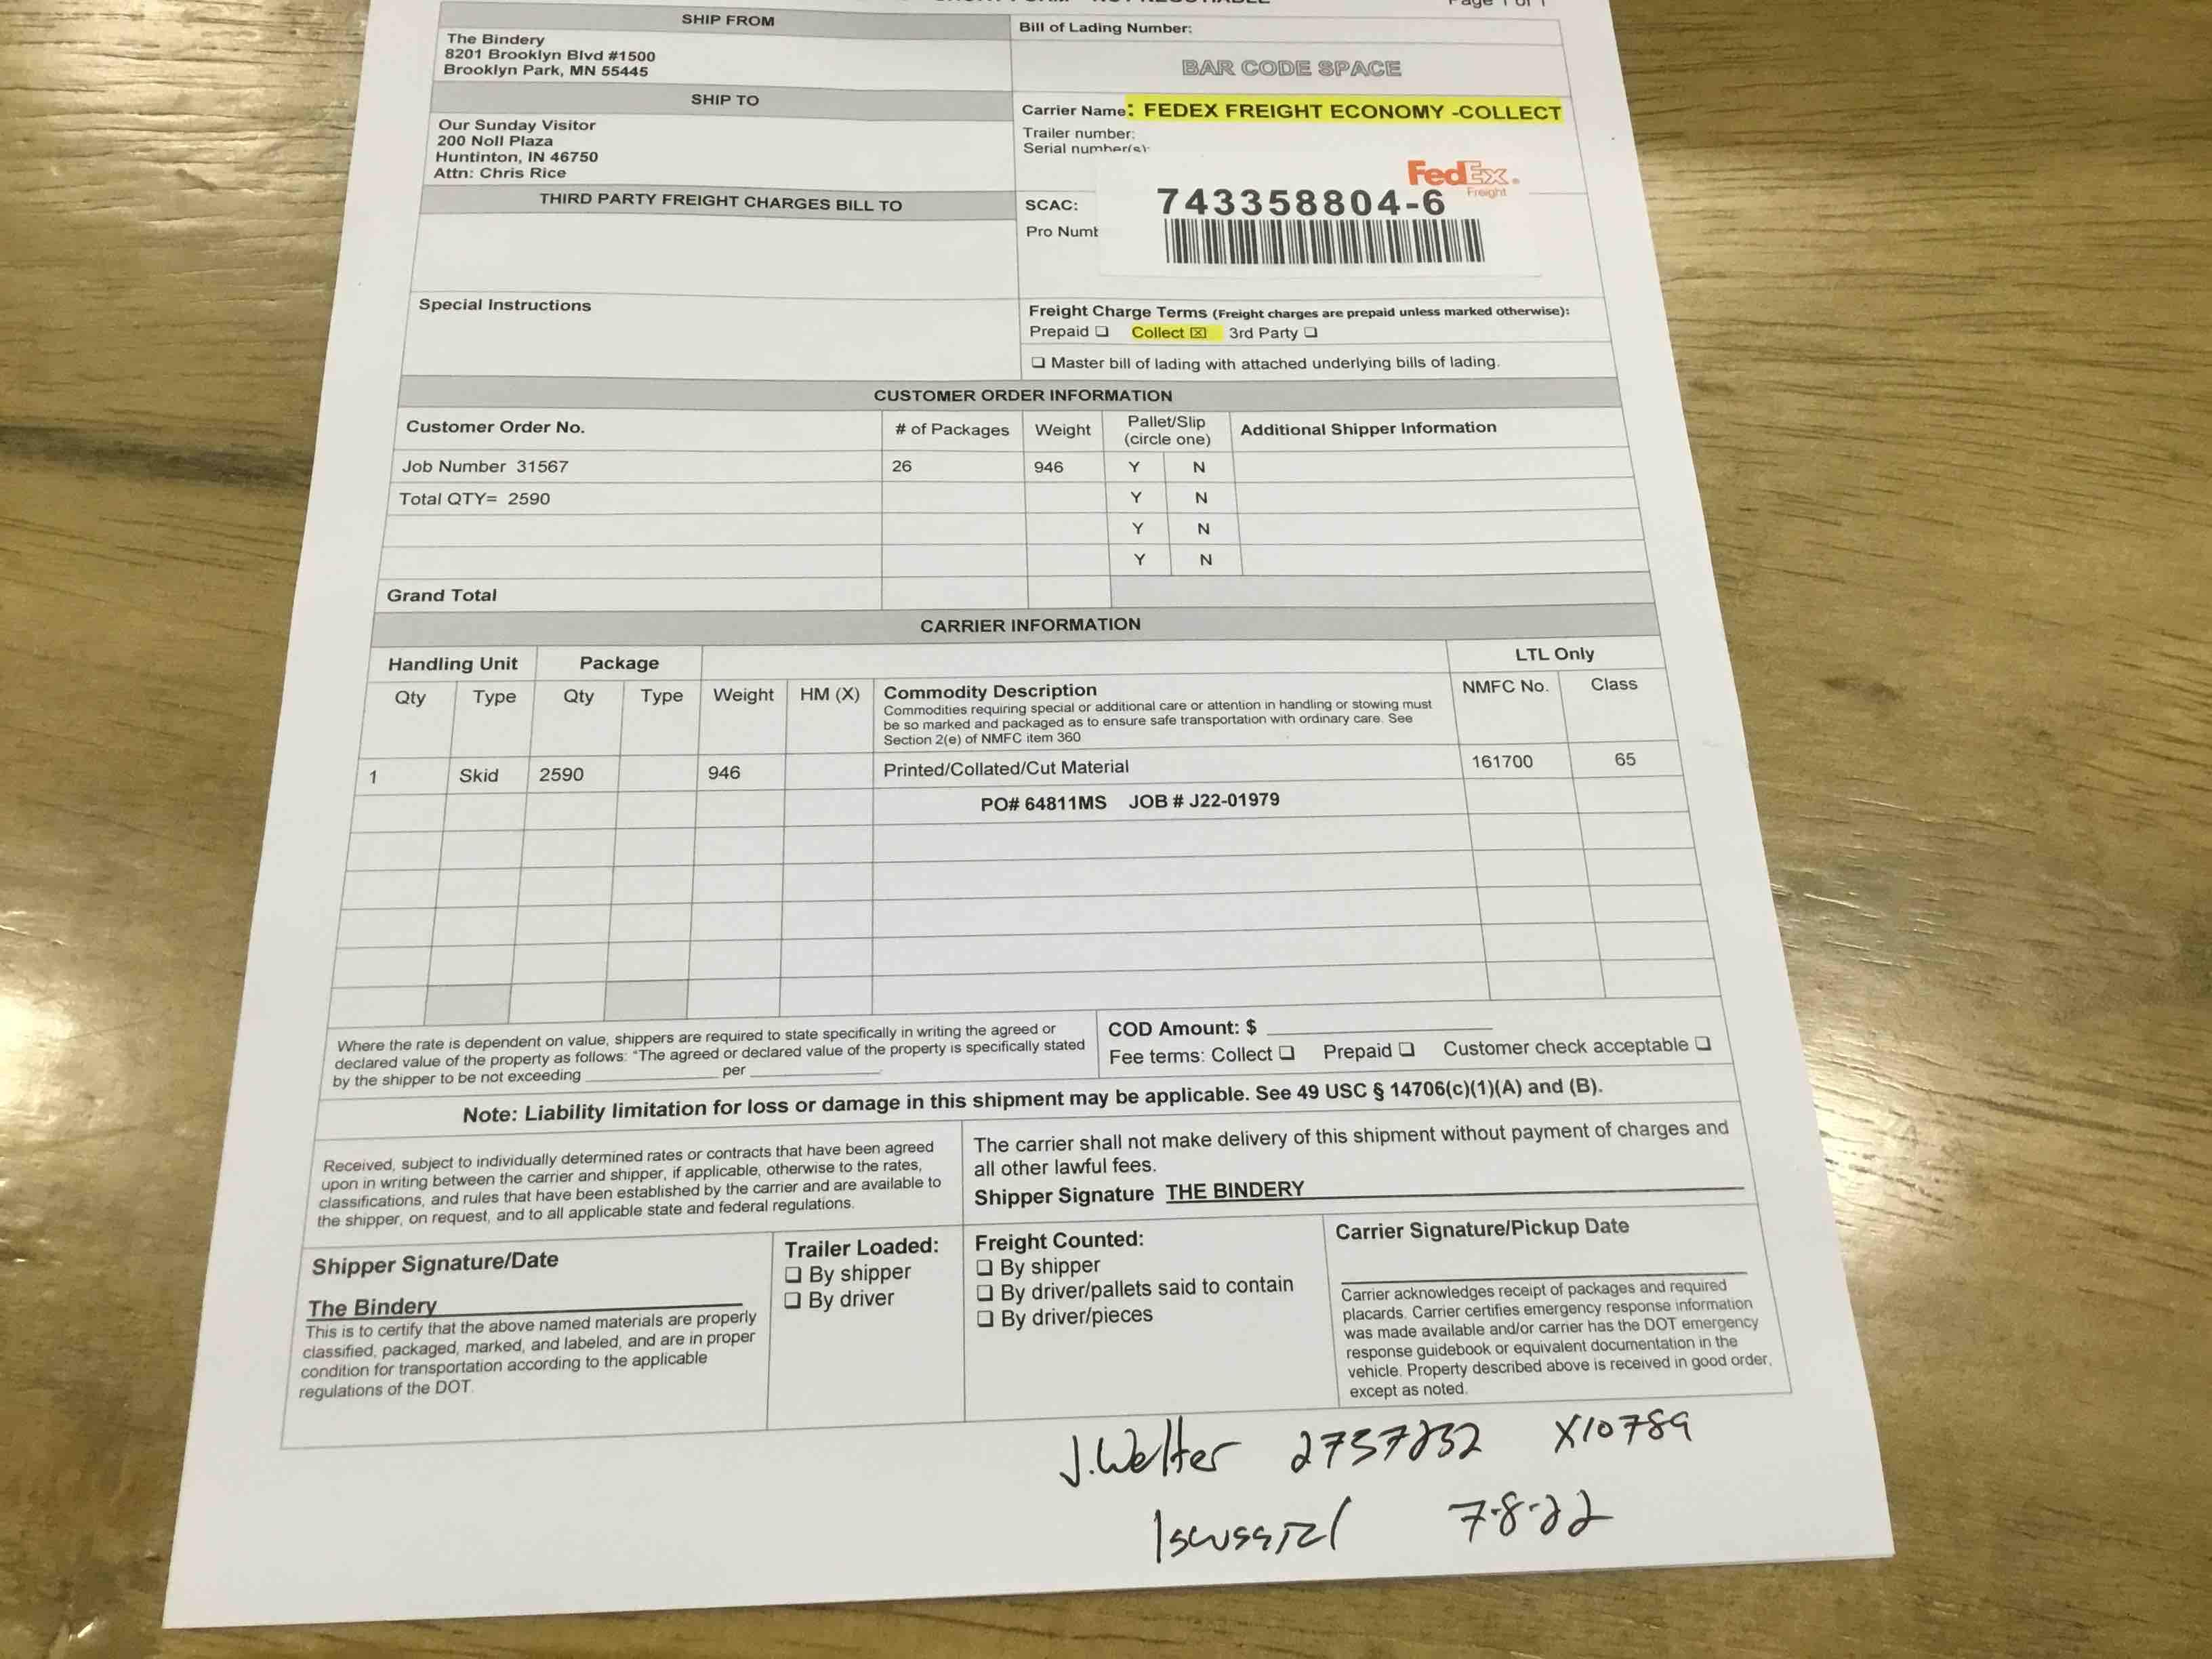 Page 1 of 1
SHIP FROM
The Bindery
8201 Brooklyn Blvd #1500
Brooklyn Park, MN 55445
SHIP TO
Our Sunday Visitor
200 Noll Plaza
Huntinton, IN 46750
Attn: Chris Rice
THIRD PARTY FREIGHT CHARGES BILL TO
Special Instructions
Bill of Lading Number:
BAR CODE SPACE
Carrier Name: FEDEX FREIGHT ECONOMY -COLLECT
Trailer number:
Serial number(s):
FedEx
Freight
SCAC:
743358804-6
Pro Numb
Freight Charge Terms (Freight charges are prepaid unless marked otherwise):
Prepaid ❑ Collect ☒ 3rd Party ❑
❑ Master bill of lading with attached underlying bills of lading.
CUSTOMER ORDER INFORMATION
Customer Order No. # of Packages Weight Pallet/Slip (circle one) Additional Shipper Information
Job Number 31567 26 946 Y N
Total QTY= 2590 Y N
Y N
Y N
Grand Total
CARRIER INFORMATION
Handling Unit Package LTL Only
Qty Type Qty Type Weight HM (X) Commodity Description NMFC No. Class
Commodities requiring special or additional care or attention in handling or stowing must
be so marked and packaged as to ensure safe transportation with ordinary care. See
Section 2(e) of NMFC item 360
1 Skid 2590 946 Printed/Collated/Cut Material 161700 65
PO# 64811MS JOB # J22-01979
Where the rate is dependent on value, shippers are required to state specifically in writing the agreed or
declared value of the property as follows: "The agreed or declared value of the property is specifically stated
by the shipper to be not exceeding ______ per ______.
COD Amount: $ ______
Fee terms: Collect ❑ Prepaid ❑ Customer check acceptable ❑
Note: Liability limitation for loss or damage in this shipment may be applicable. See 49 USC § 14706(c)(1)(A) and (B).
Received, subject to individually determined rates or contracts that have been agreed
upon in writing between the carrier and shipper, if applicable, otherwise to the rates,
classifications, and rules that have been established by the carrier and are available to
the shipper, on request, and to all applicable state and federal regulations.
The carrier shall not make delivery of this shipment without payment of charges and
all other lawful fees.
Shipper Signature THE BINDERY
Shipper Signature/Date
The Bindery
This is to certify that the above named materials are properly
classified, packaged, marked, and labeled, and are in proper
condition for transportation according to the applicable
regulations of the DOT.
Trailer Loaded:
❑ By shipper
❑ By driver
Freight Counted:
❑ By shipper
❑ By driver/pallets said to contain
❑ By driver/pieces
Carrier Signature/Pickup Date
Carrier acknowledges receipt of packages and required
placards. Carrier certifies emergency response information
was made available and/or carrier has the DOT emergency
response guidebook or equivalent documentation in the
vehicle. Property described above is received in good order,
except as noted.
J. Welter 2737232 X10789
7-8-22